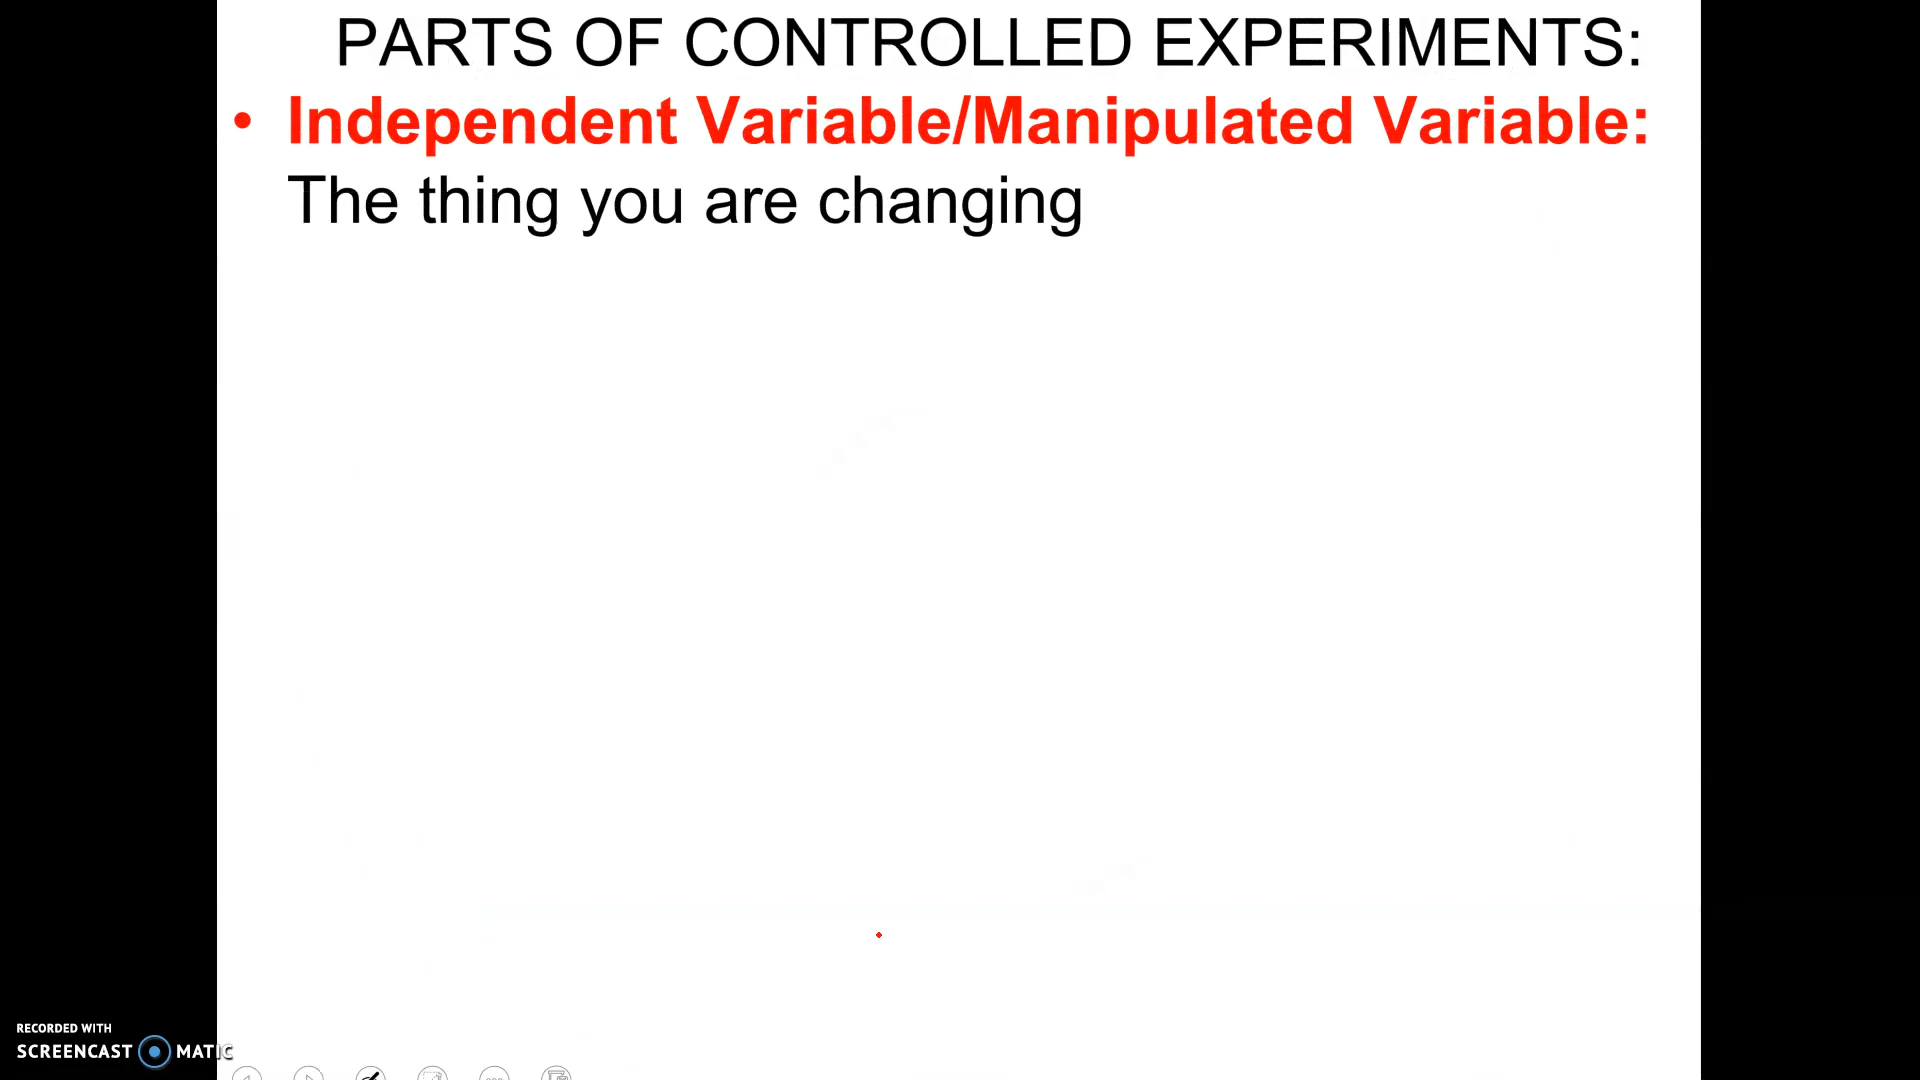 PARTS OF CONTROLLED EXPERIMENTS:
• Independent Variable/Manipulated Variable:
The thing you are changing
RECORDED WITH
SCREENCAST MATIC